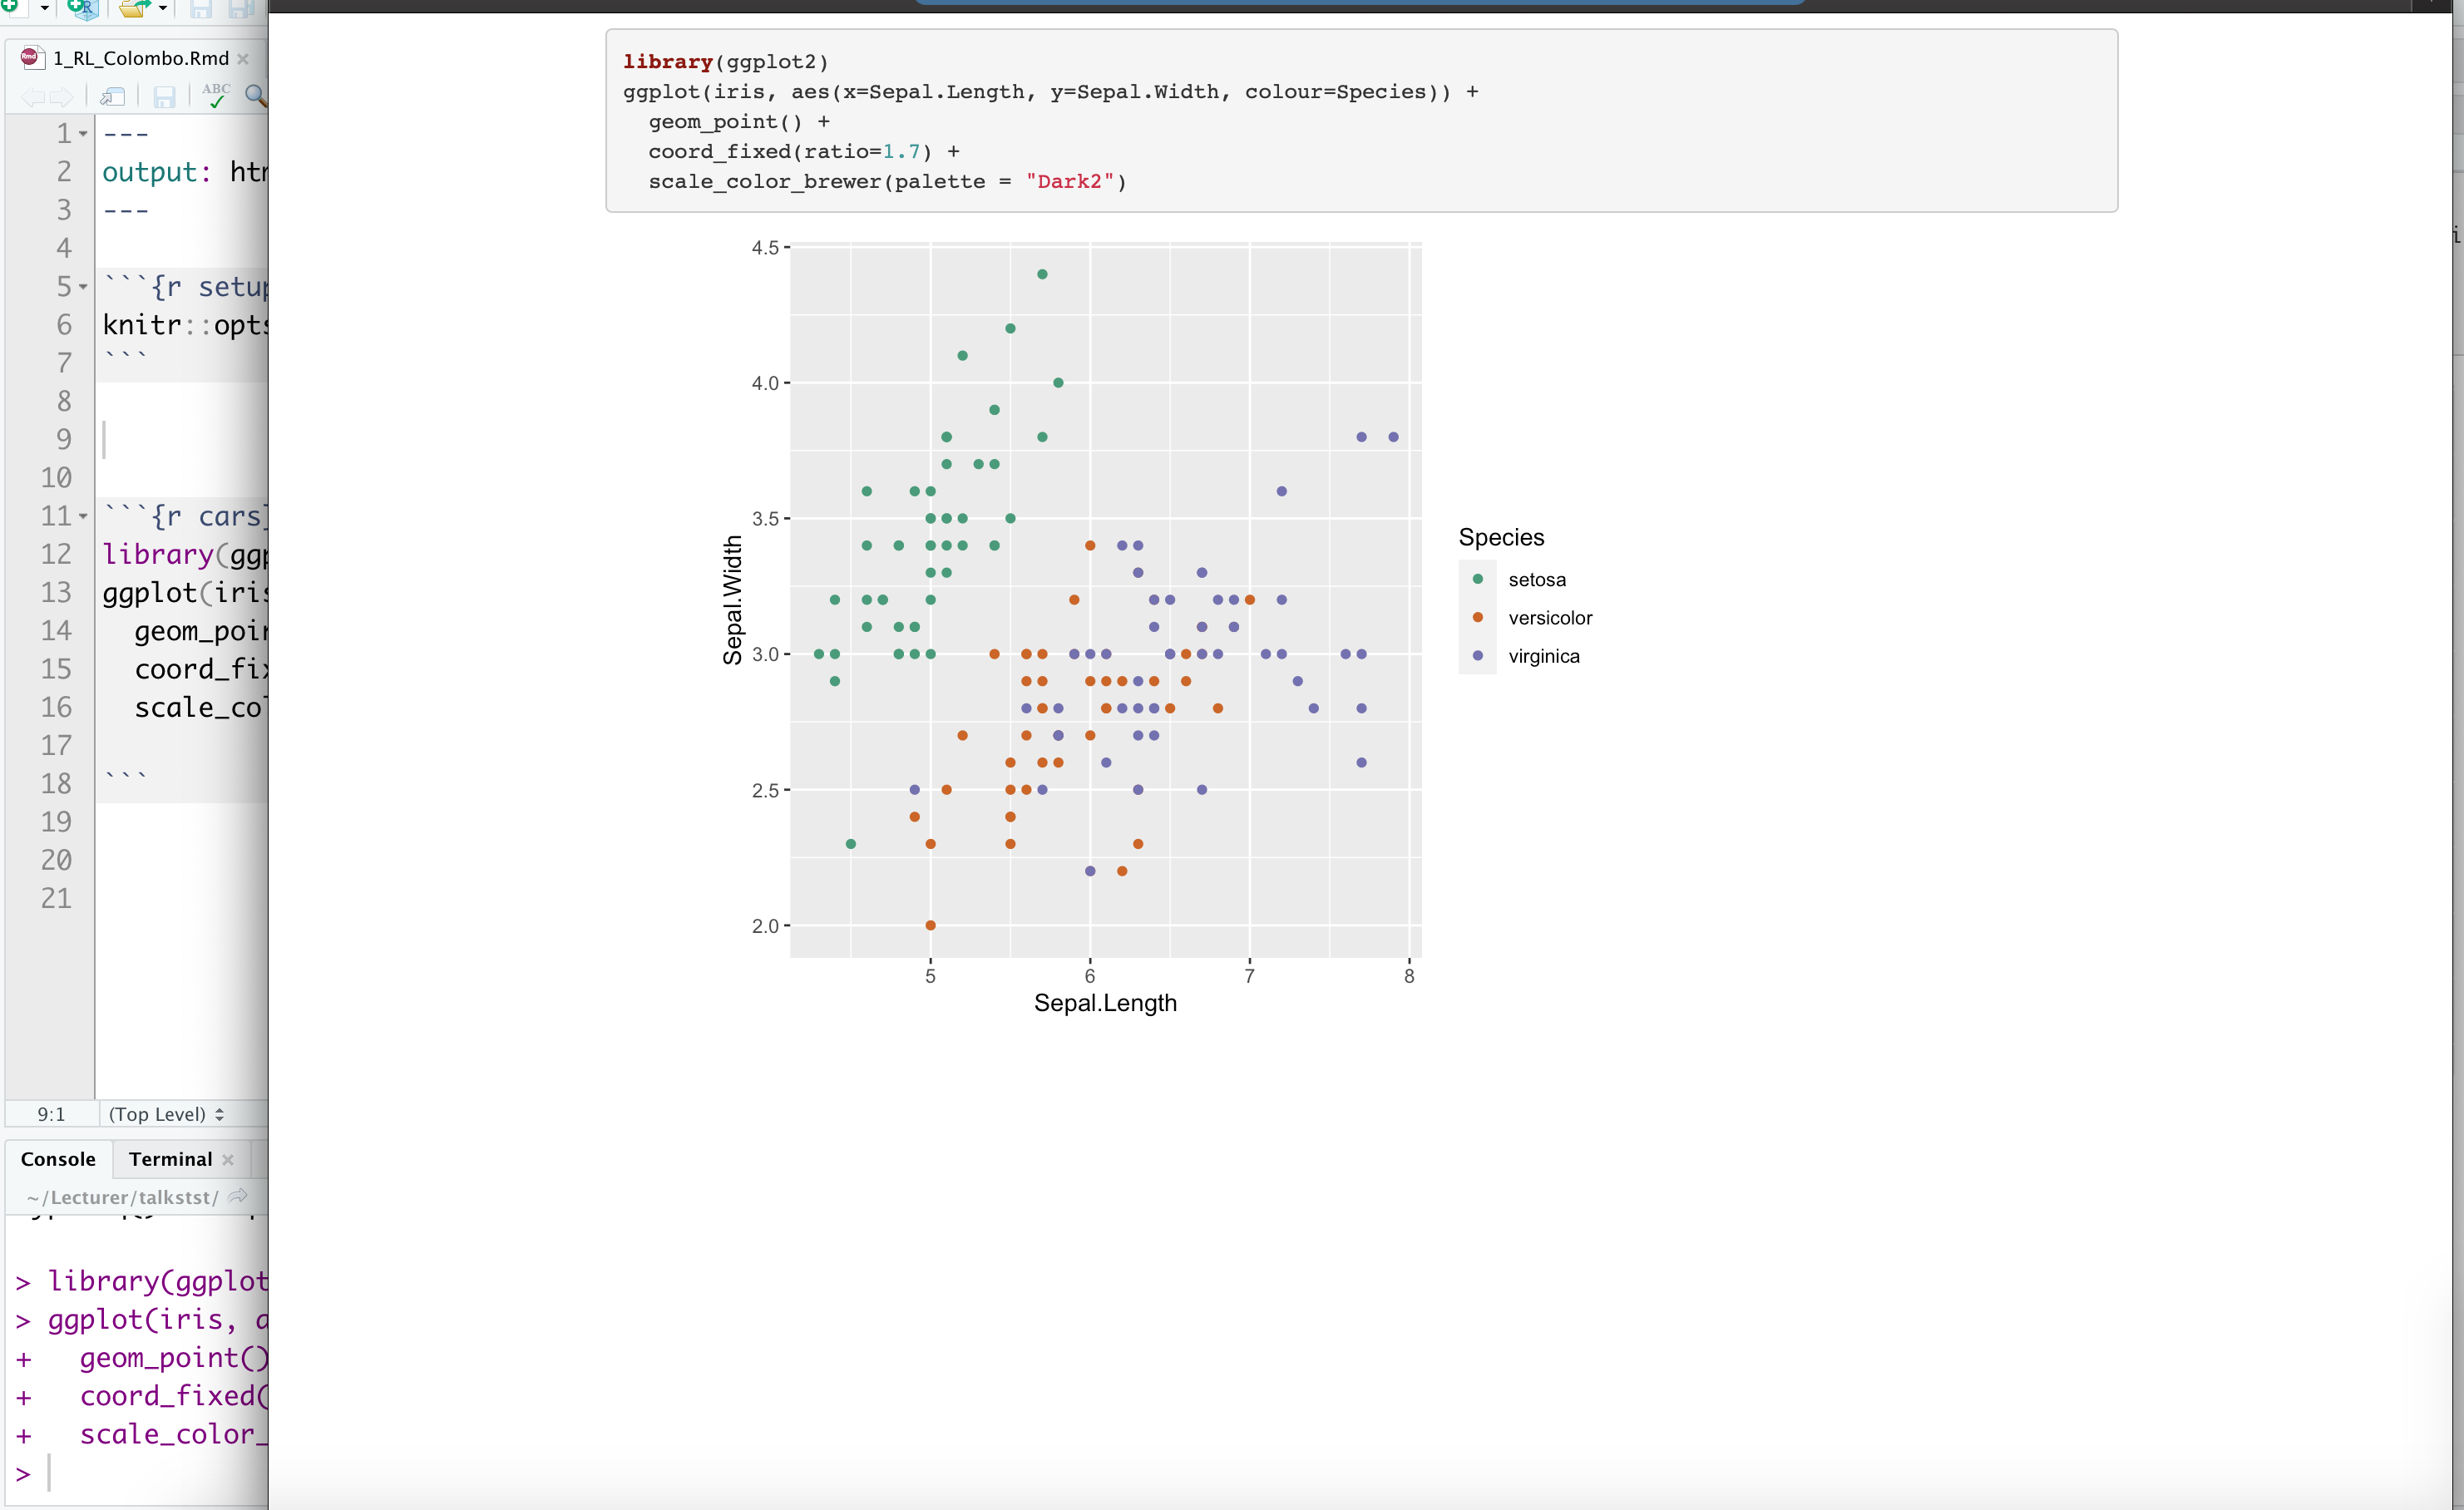 1_RL_Colombo.Rmd
ABC
1 ---
2 output:
3 ---
4
5 ```{r setup
6 knitr::opts
7 ```
8
9
10
11 ```{r cars}
12 library(ggp
13 ggplot(iris
14 geom_poin
15 coord_fix
16 scale_col
17
18 ```
19
20
21
9:1 (Top Level)
Console Terminal
~/Lecturer/talkstst/
> library(ggplot
> ggplot(iris, a
+ geom_point()
+ coord_fixed(
+ scale_color_
>
library(ggplot2)
ggplot(iris, aes(x=Sepal.Length, y=Sepal.Width, colour=Species)) +
geom_point() +
coord_fixed(ratio=1.7) +
scale_color_brewer(palette = "Dark2")
4.5
4.0
3.5
3.0
2.5
2.0
Sepal.Width
5 6 7 8
Sepal.Length
Species
setosa
versicolor
virginica